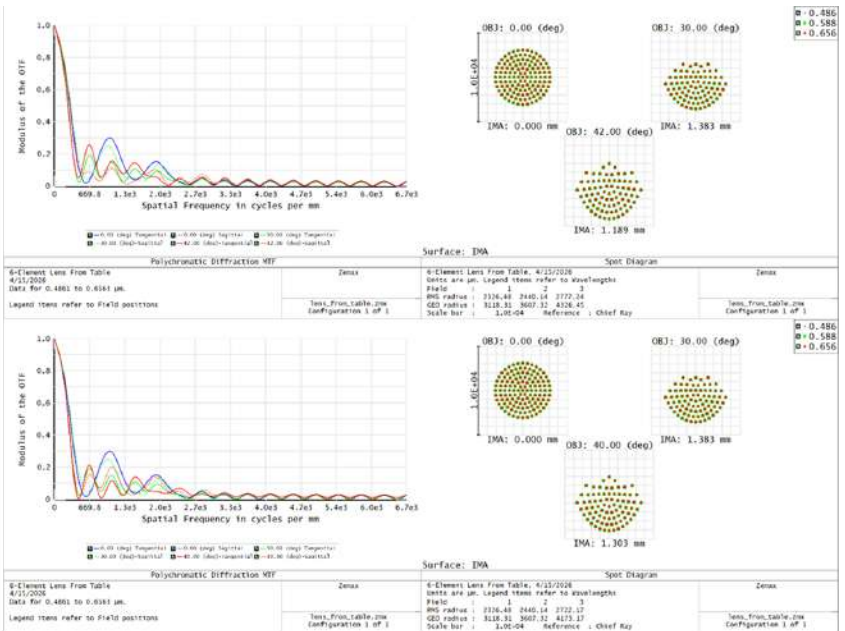 0.486
0.588
0.656
1.0
0.8
0.6
0.4
0.2
0
Modulus of the OTF
0 669.8 1.3e3 2.0e3 2.7e3 3.3e3 4.0e3 4.7e3 5.4e3 6.0e3 6.7e3
Spatial Frequency in cycles per mm
OBJ: 0.00 (deg)
OBJ: 30.00 (deg)
1.0E+04
IMA: 0.000 mm
IMA: 1.383 mm
OBJ: 42.00 (deg)
IMA: 1.189 mm
Surface: IMA
Polychromatic Diffraction MTF
Spot Diagram
6-Element Lens From Table
4/15/2026
Data for 0.4861 to 0.6563 µm.
Legend items refer to Field positions
Zemax
lens_from_table.zmx
Configuration 1 of 1
6-Element Lens From Table, 4/15/2026
Units are µm. Legend items refer to Wavelengths
Field : 1 2 3
RMS radius : 2326.48 2440.14 2777.24
GEO radius : 3118.31 3607.32 4326.45
Scale bar : 1.0E+04 Reference : Chief Ray
Zemax
lens_from_table.zmx
Configuration 1 of 1
0.486
0.588
0.656
1.0
0.8
0.6
0.4
0.2
0
Modulus of the OTF
0 669.8 1.3e3 2.0e3 2.7e3 3.3e3 4.0e3 4.7e3 5.4e3 6.0e3 6.7e3
Spatial Frequency in cycles per mm
OBJ: 0.00 (deg)
OBJ: 30.00 (deg)
1.0E+04
IMA: 0.000 mm
IMA: 1.383 mm
OBJ: 40.00 (deg)
IMA: 1.303 mm
Surface: IMA
Polychromatic Diffraction MTF
Spot Diagram
6-Element Lens From Table
4/15/2026
Data for 0.4861 to 0.6563 µm.
Legend items refer to Field positions
Zemax
lens_from_table.zmx
Configuration 1 of 1
6-Element Lens From Table, 4/15/2026
Units are µm. Legend items refer to Wavelengths
Field : 1 2 3
RMS radius : 2326.48 2440.14 2722.17
GEO radius : 3118.31 3607.32 4173.17
Scale bar : 1.0E+04 Reference : Chief Ray
Zemax
lens_from_table.zmx
Configuration 1 of 1